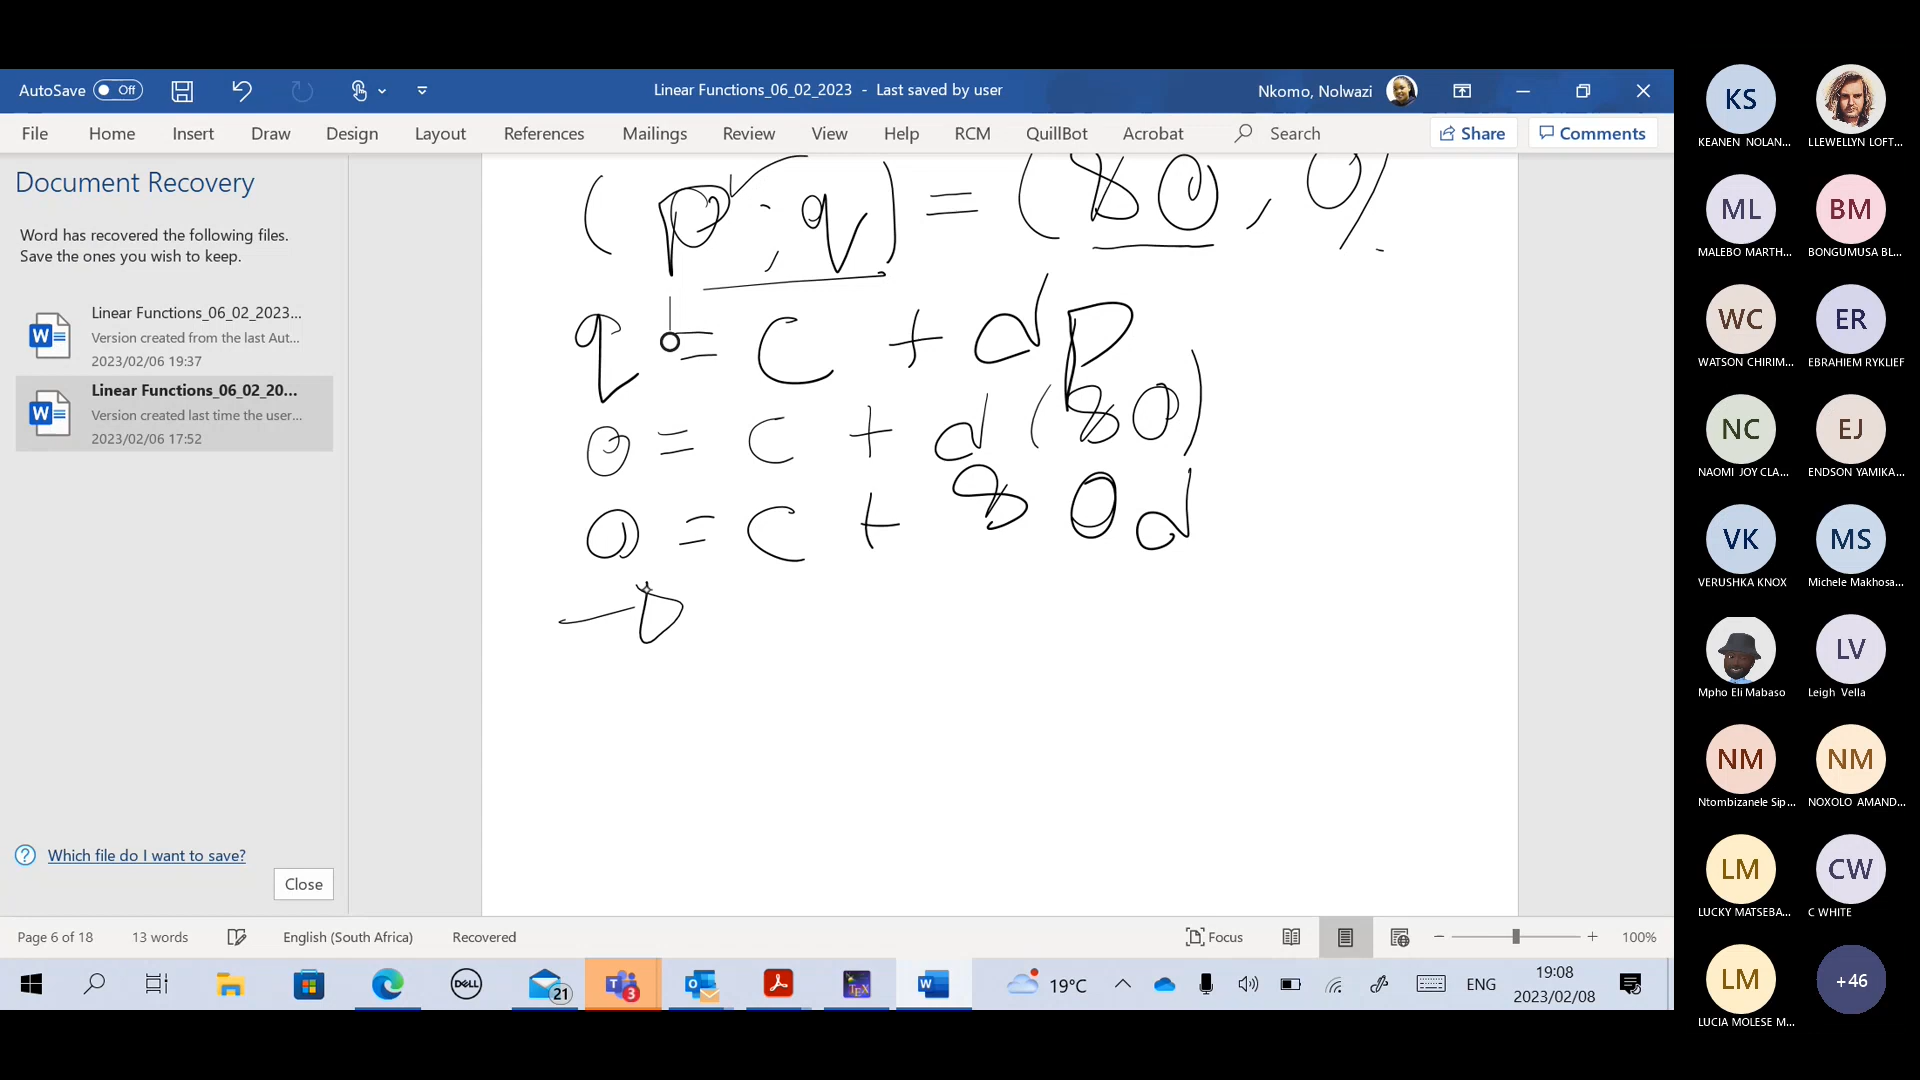 AutoSave Off
Linear Functions_06_02_2023 - Last saved by user
Nkomo, Nolwazi
File Home Insert Draw Design Layout References Mailings Review View Help RCM QuillBot Acrobat Search Share Comments
Document Recovery
Word has recovered the following files.
Save the ones you wish to keep.
Linear Functions_06_02_2023...
Version created from the last Aut...
2023/02/06 19:37
Linear Functions_06_02_20...
Version created last time the user...
2023/02/06 17:52
Which file do I want to save?
Close
(p ; q) = (80, 0)
q = c + dp
0 = c + d(80)
0 = c + 80d
Page 6 of 18 13 words English (South Africa) Recovered Focus 100%
DELL 21 3 TEX 19°C ENG 19:08
2023/02/08
KS
KEANEN NOLAN...
LLEWELLYN LOFT...
ML BM
MALEBO MARTH... BONGUMUSA BL...
WC ER
WATSON CHIRIM... EBRAHIEM RYKLIEF
NC EJ
NAOMI JOY CLA... ENDSON YAMIKA...
VK MS
VERUSHKA KNOX Michele Makhosa...
LV
Mpho Eli Mabaso Leigh Vella
NM NM
Ntombizanele Sip... NOXOLO AMAND...
LM CW
LUCKY MATSEBA... C WHITE
LM +46
LUCIA MOLESE M...